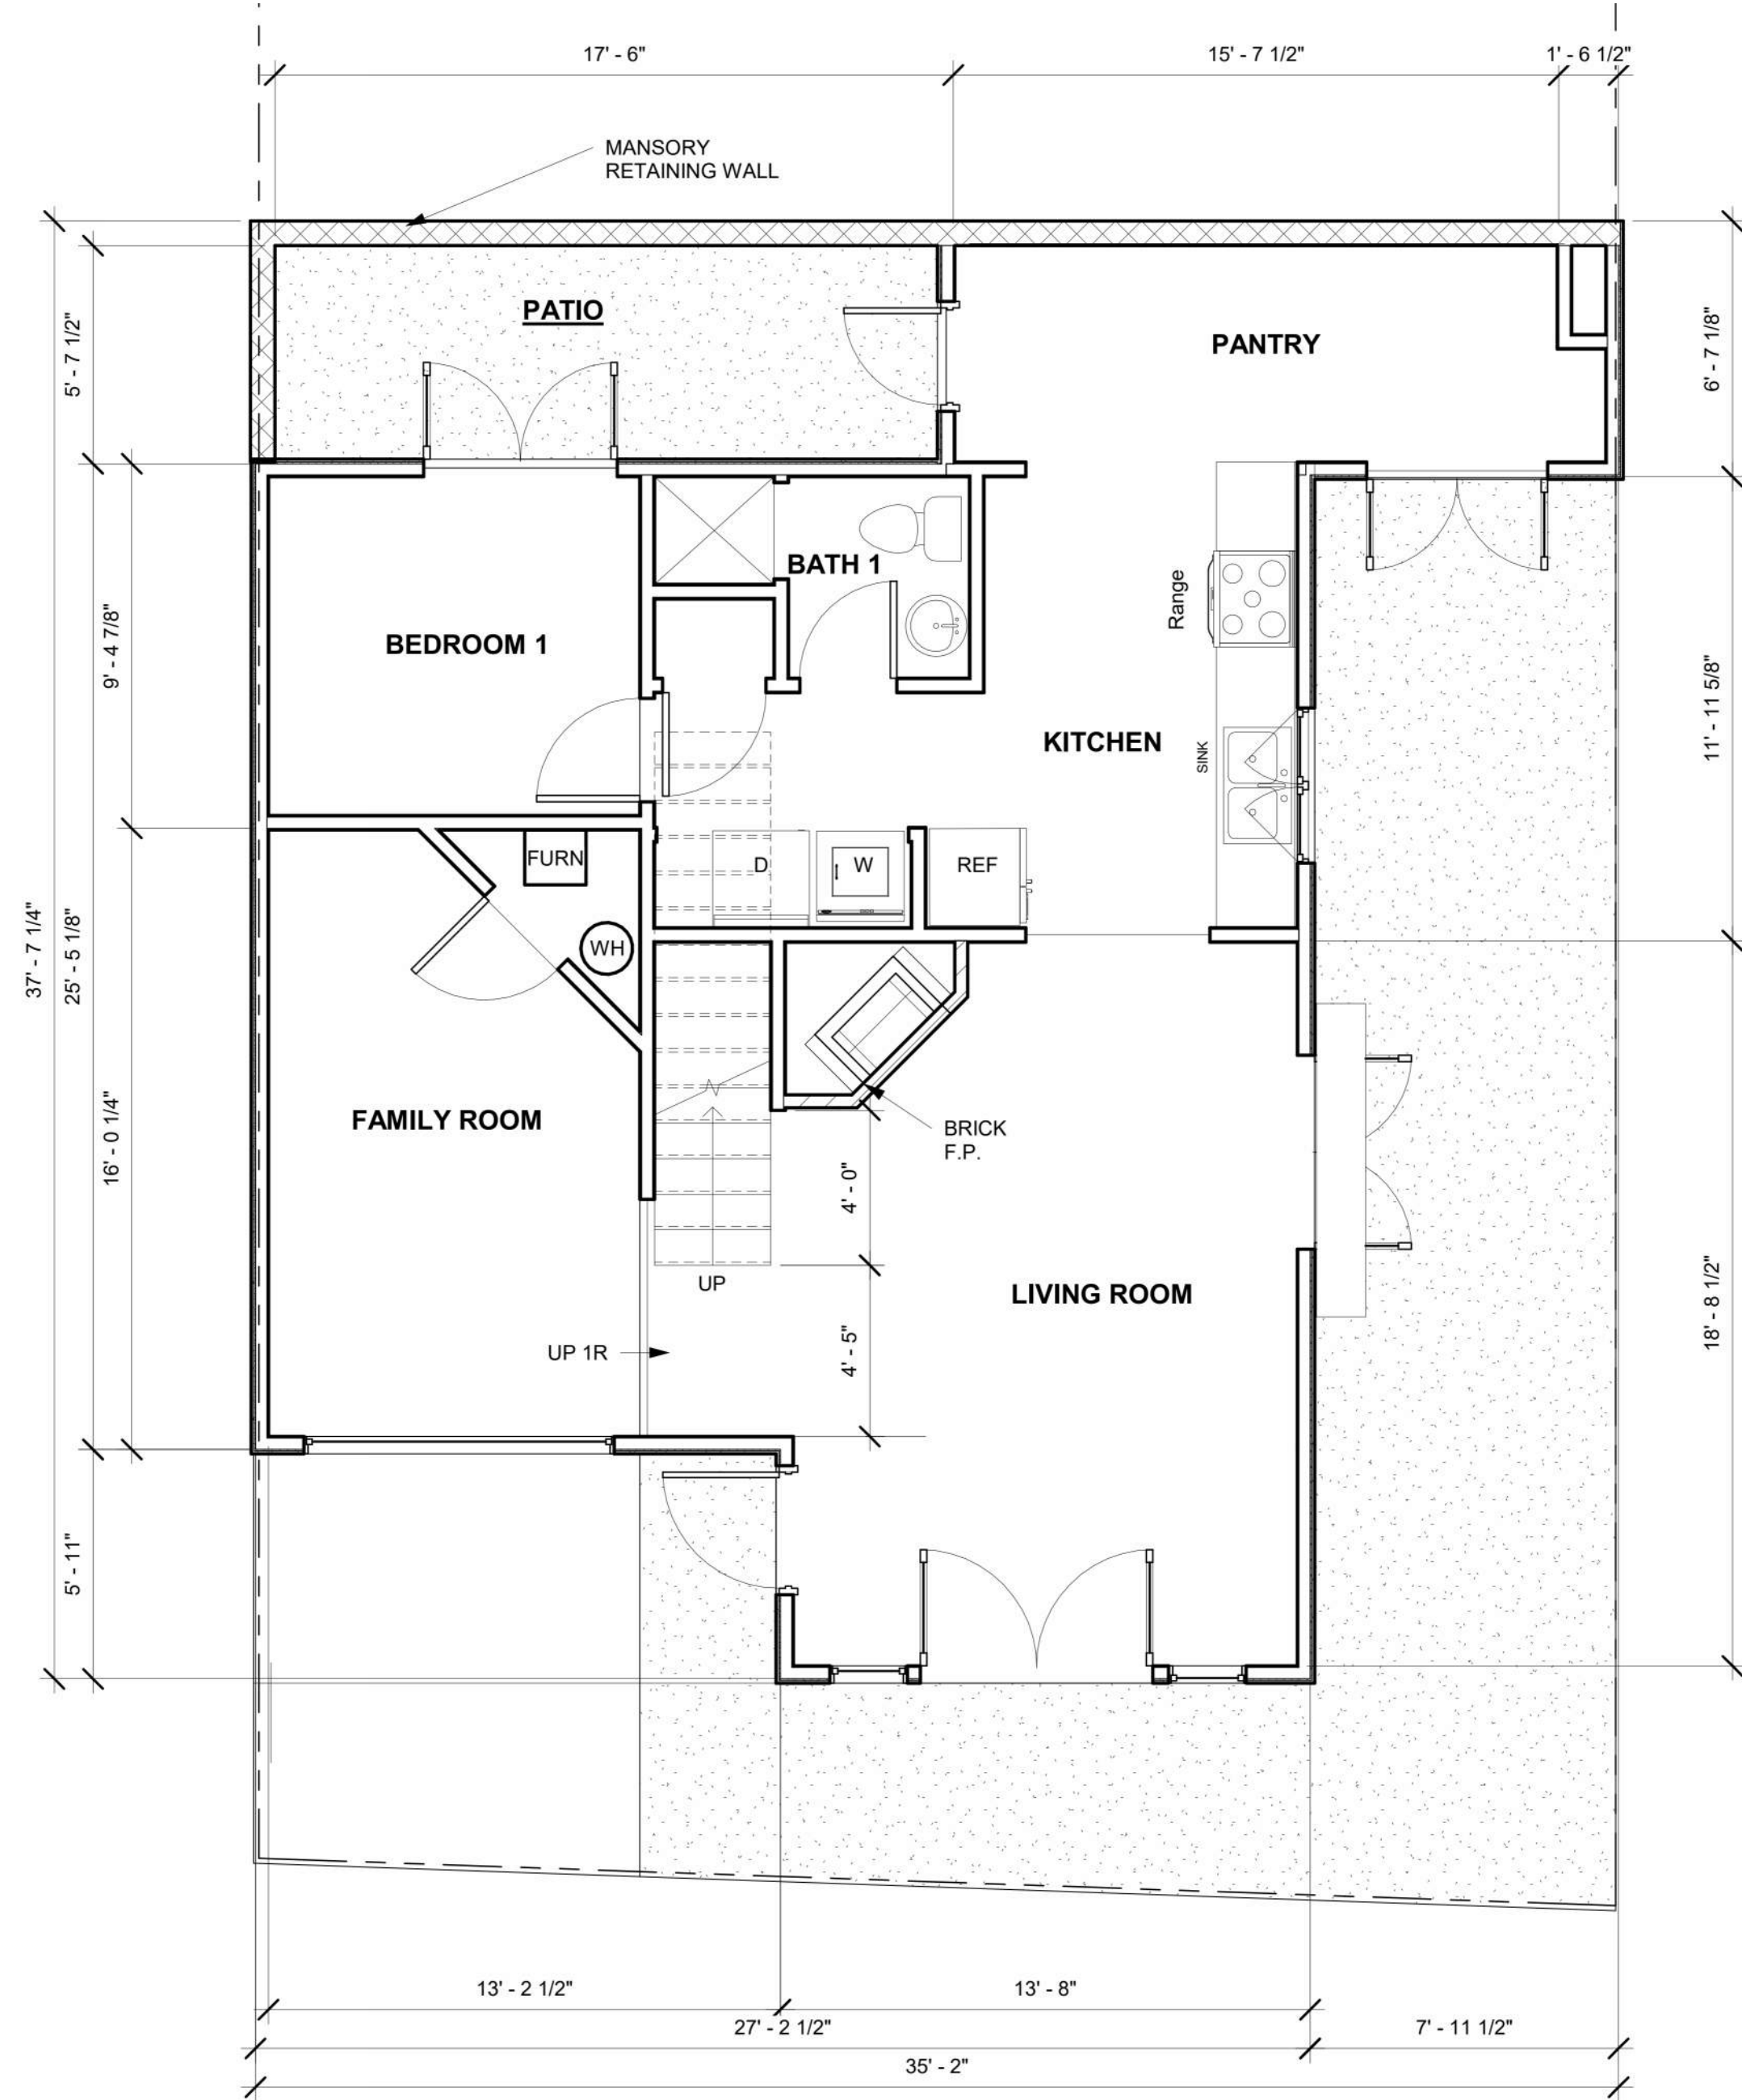 17' - 6"
15' - 7 1/2"
1' - 6 1/2"
MANSORY
RETAINING WALL
PATIO
PANTRY
5' - 7 1/2"
6' - 7 1/8"
BATH 1
Range
BEDROOM 1
9' - 4 7/8"
11' - 11 5/8"
KITCHEN
SINK
FURN
D
W
REF
WH
37' - 7 1/4"
25' - 5 1/8"
16' - 0 1/4"
FAMILY ROOM
BRICK
F.P.
4' - 0"
UP
LIVING ROOM
18' - 8 1/2"
UP 1R
4' - 5"
5' - 11"
13' - 2 1/2"
13' - 8"
27' - 2 1/2"
7' - 11 1/2"
35' - 2"